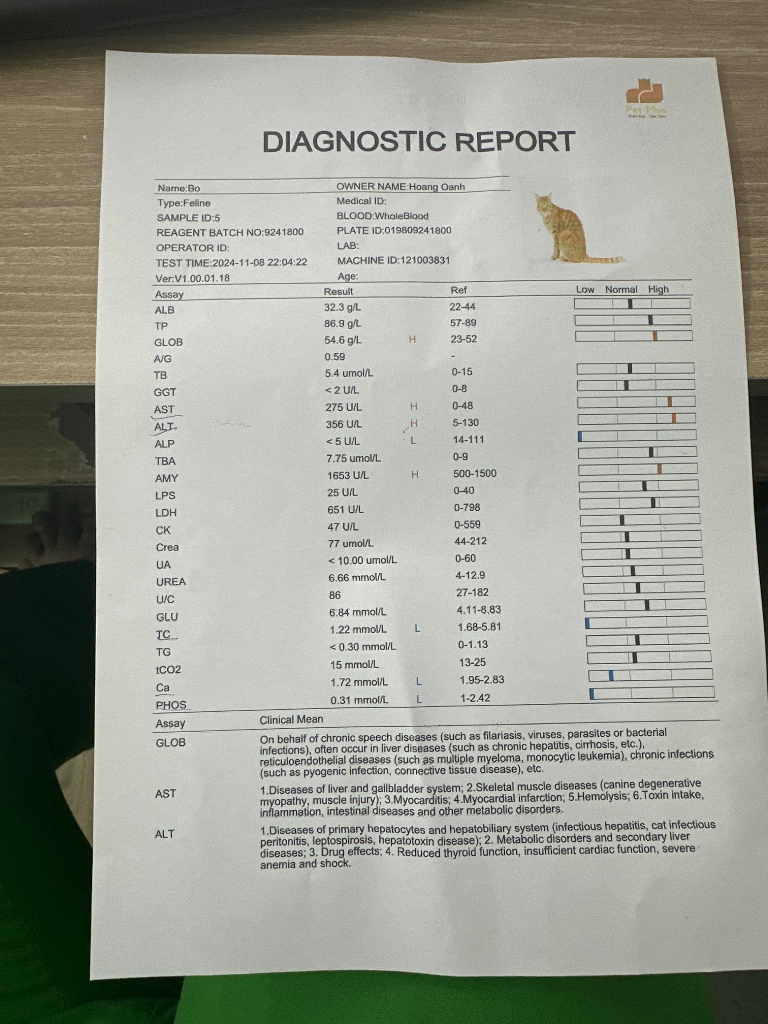 Pet Plus
DIAGNOSTIC REPORT
Name:Bo OWNER NAME:Hoang Oanh
Type:Feline Medical ID:
SAMPLE ID:5 BLOOD:WholeBlood
REAGENT BATCH NO:9241800 PLATE ID:019809241800
OPERATOR ID: LAB:
TEST TIME:2024-11-08 22:04:22 MACHINE ID:121003831
Ver:V1.00.01.18 Age:
Assay Result Ref Low Normal High
ALB 32.3 g/L 22-44
TP 86.9 g/L 57-89
GLOB 54.6 g/L H 23-52
A/G 0.59 -
TB 5.4 umol/L 0-15
GGT < 2 U/L 0-8
AST 275 U/L H 0-48
ALT 356 U/L H 5-130
ALP < 5 U/L L 14-111
TBA 7.75 umol/L 0-9
AMY 1653 U/L H 500-1500
LPS 25 U/L 0-40
LDH 651 U/L 0-798
CK 47 U/L 0-559
Crea 77 umol/L 44-212
UA < 10.00 umol/L 0-60
UREA 6.66 mmol/L 4-12.9
U/C 86 27-182
GLU 6.84 mmol/L 4.11-8.83
TC 1.22 mmol/L L 1.68-5.81
TG < 0.30 mmol/L 0-1.13
tCO2 15 mmol/L 13-25
Ca 1.72 mmol/L L 1.95-2.83
PHOS 0.31 mmol/L L 1-2.42
Assay Clinical Mean
GLOB On behalf of chronic speech diseases (such as filariasis, viruses, parasites or bacterial
infections), often occur in liver diseases (such as chronic hepatitis, cirrhosis, etc.),
reticuloendothelial diseases (such as multiple myeloma, monocytic leukemia), chronic infections
(such as pyogenic infection, connective tissue disease), etc.
AST 1.Diseases of liver and gallbladder system; 2.Skeletal muscle diseases (canine degenerative
myopathy, muscle injury); 3.Myocarditis; 4.Myocardial infarction; 5.Hemolysis; 6.Toxin intake,
inflammation, intestinal diseases and other metabolic disorders.
ALT 1.Diseases of primary hepatocytes and hepatobiliary system (infectious hepatitis, cat infectious
peritonitis, leptospirosis, hepatotoxin disease); 2. Metabolic disorders and secondary liver
diseases; 3. Drug effects; 4. Reduced thyroid function, insufficient cardiac function, severe
anemia and shock.